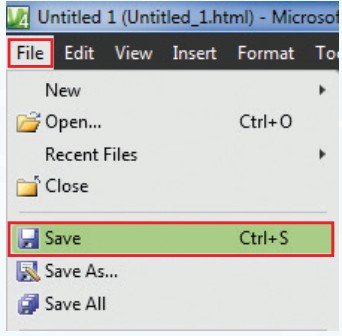 Untitled 1 (Untitled_1.html) - Microsof
File Edit View Insert Format To
New
Open... Ctrl+O
Recent Files
Close
Save Ctrl+S
Save As...
Save All